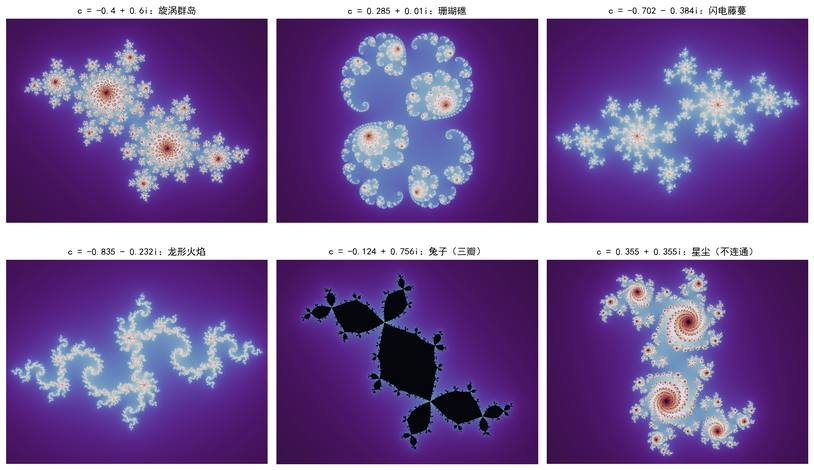 c = -0.4 + 0.6i：旋涡群岛
c = 0.285 + 0.01i：珊瑚礁
c = -0.702 - 0.384i：闪电藤蔓
c = -0.835 - 0.232i：龙形火焰
c = -0.124 + 0.756i：兔子（三瓣）
c = 0.355 + 0.355i：星尘（不连通）